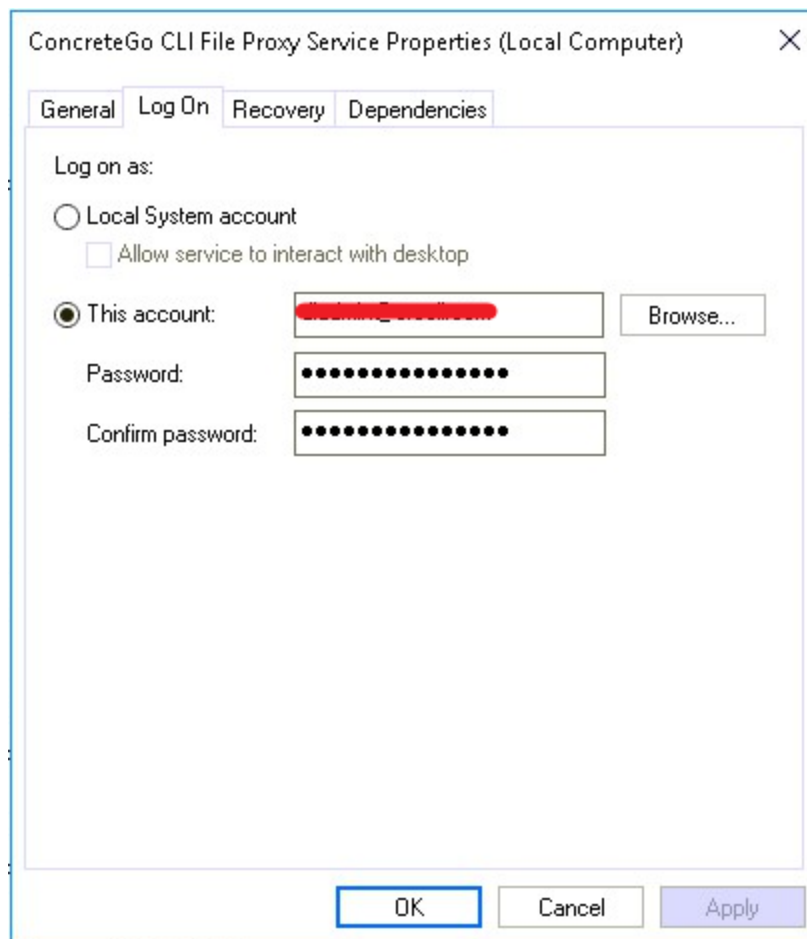 ConcreteGo CLI File Proxy Service Properties (Local Computer)
General Log On Recovery Dependencies
Log on as:
Local System account
Allow service to interact with desktop
This account:
Browse...
Password: •••••••••••••••
Confirm password: •••••••••••••••
OK Cancel Apply